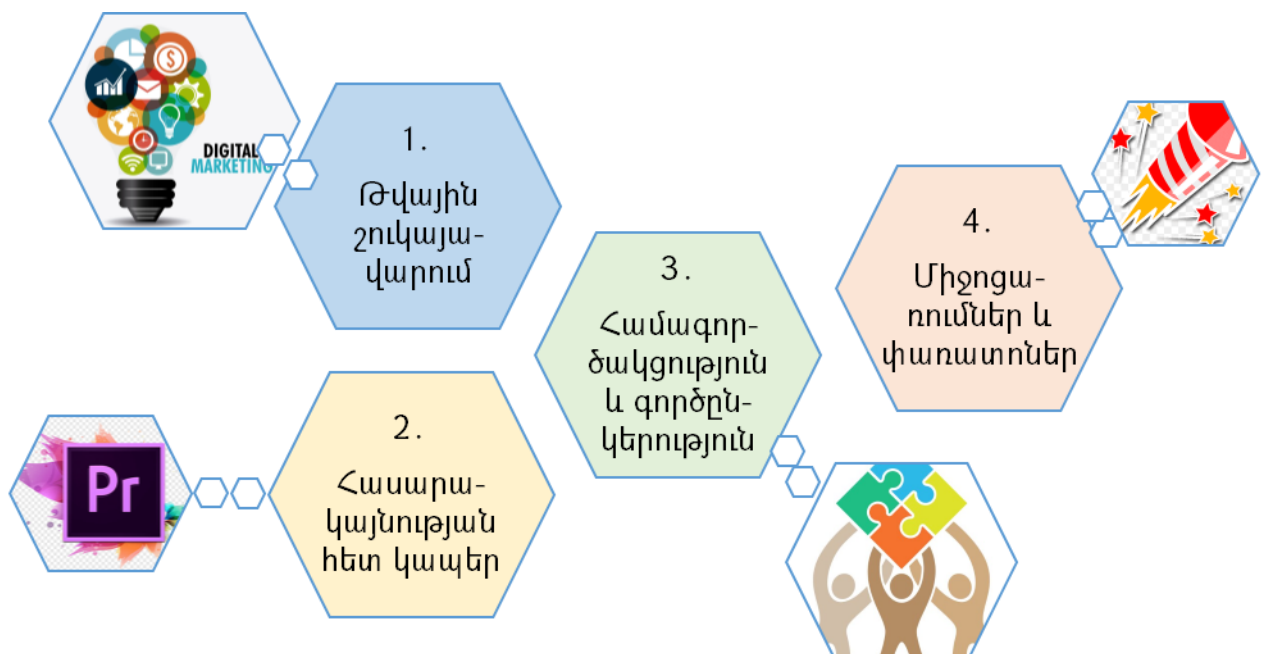 DIGITAL
MARKETING
1.
Թվային
շուկայա-
վարում
2.
Հասարա-
կայնության
հետ կապեր
Pr
3.
Համագոր-
ծակցություն
և գործըն-
կերություն
4.
Միջոցա-
ռումներ և
փառատոներ